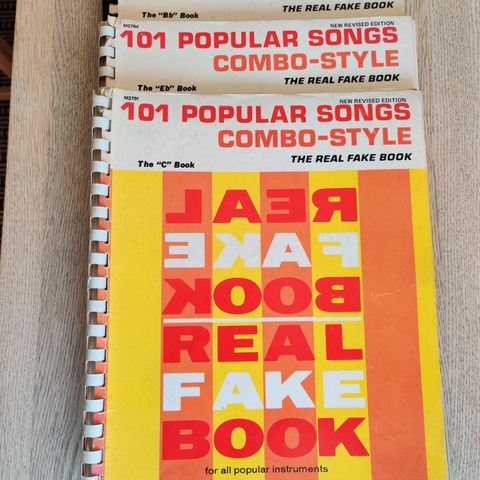 THE REAL FAKE BOOK
The "Bb" Book
NEW REVISED EDITION
101 POPULAR SONGS
COMBO-STYLE
THE REAL FAKE BOOK
The "Eb" Book
NEW REVISED EDITION
101 POPULAR SONGS
COMBO-STYLE
The "C" Book
THE REAL FAKE BOOK
REAL
FAKE
BOOK
REAL
FAKE
BOOK
for all popular instruments